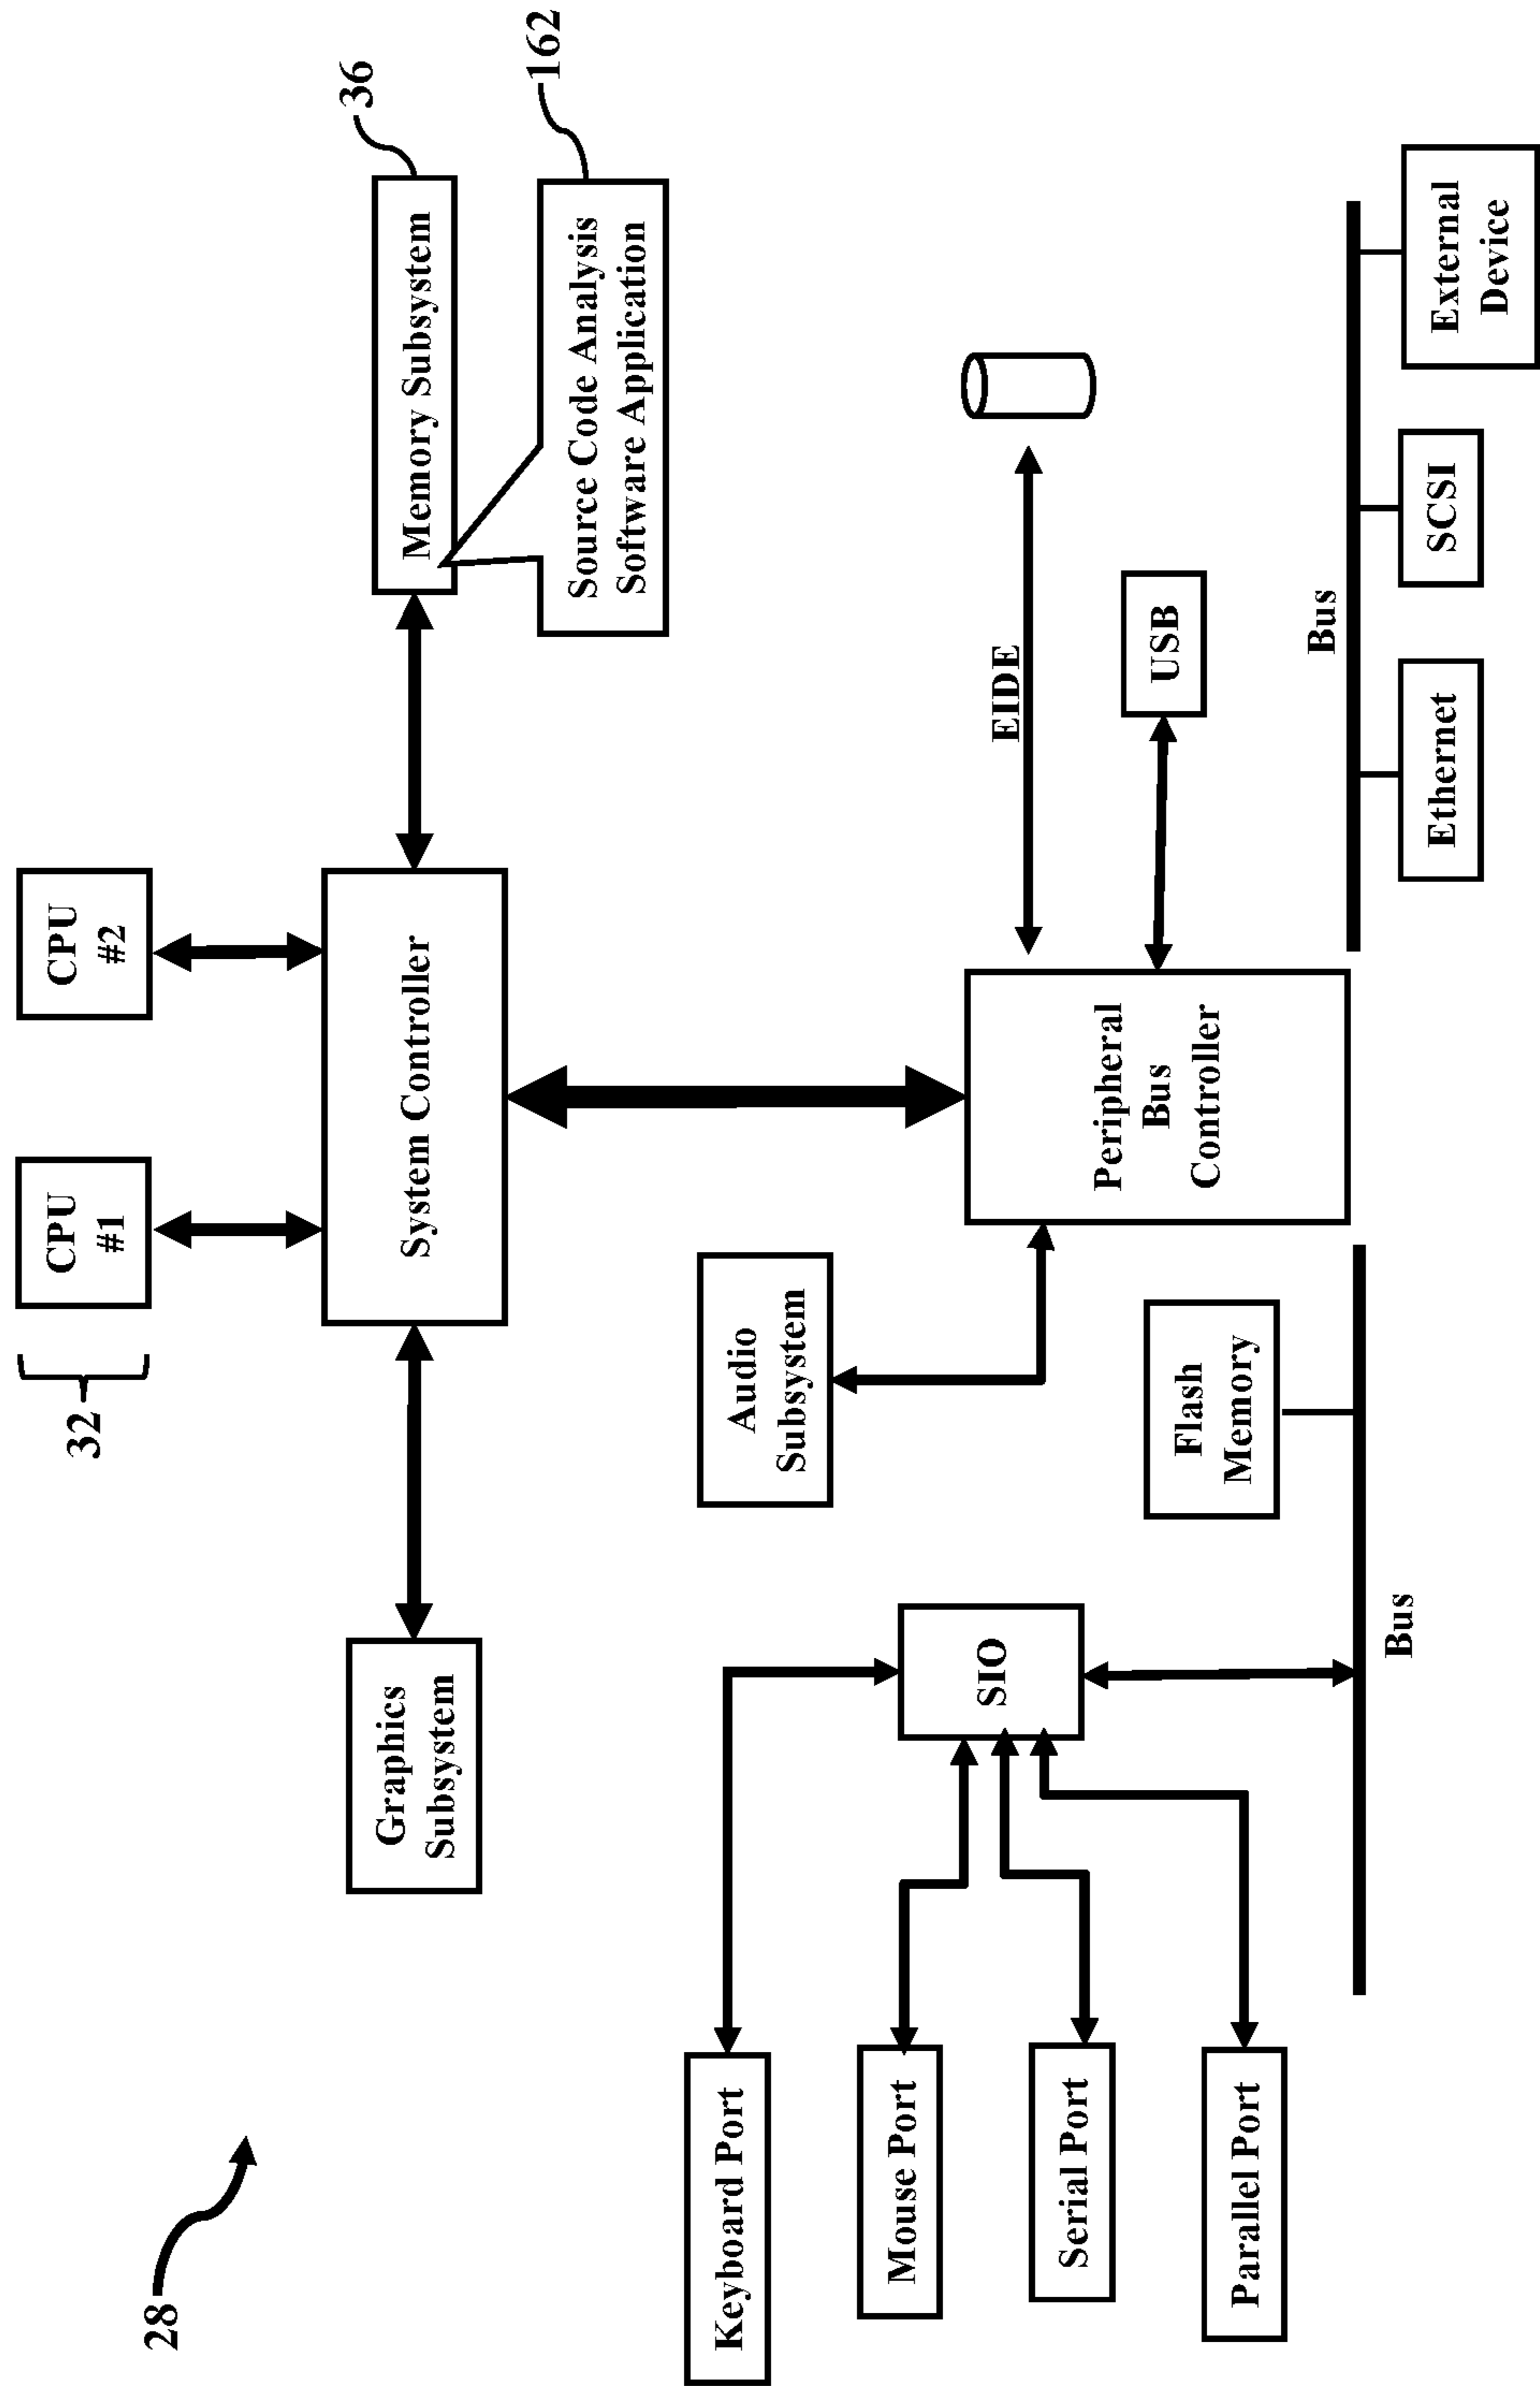 28
32
CPU
#1
CPU
#2
36
162
Graphics
Subsystem
System Controller
Memory Subsystem
Source Code Analysis
Software Application
Keyboard Port
Audio
Subsystem
Mouse Port
SIO
EIDE
Serial Port
Peripheral
Bus
Controller
USB
Flash
Memory
Parallel Port
Bus
Bus
Ethernet
SCSI
External
Device